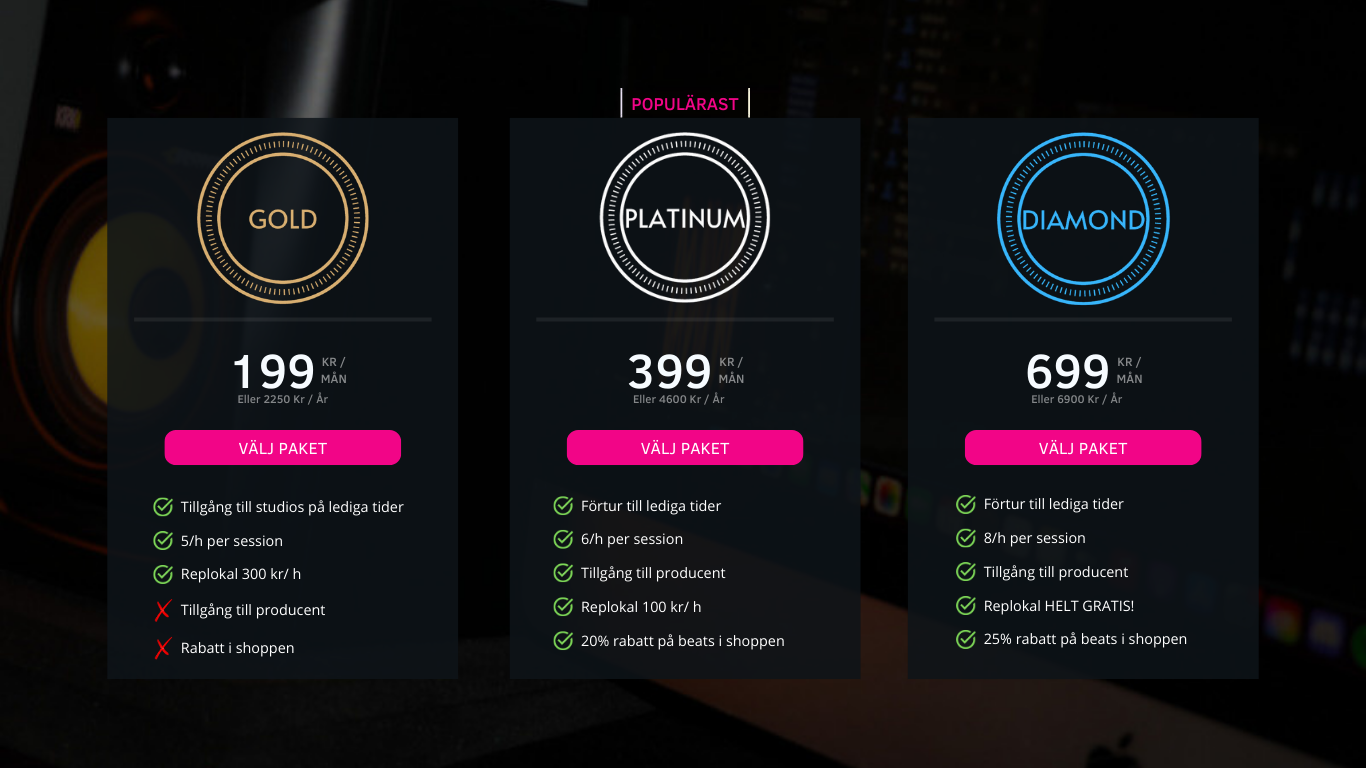 POPULÄRAST
GOLD
199 KR / MÅN
Eller 2250 Kr / År
VÄLJ PAKET
Tillgång till studios på lediga tider
5/h per session
Replokal 300 kr/ h
Tillgång till producent
Rabatt i shoppen
PLATINUM
399 KR / MÅN
Eller 4600 Kr / År
VÄLJ PAKET
Förtur till lediga tider
6/h per session
Tillgång till producent
Replokal 100 kr/ h
20% rabatt på beats i shoppen
DIAMOND
699 KR / MÅN
Eller 6900 Kr / År
VÄLJ PAKET
Förtur till lediga tider
8/h per session
Tillgång till producent
Replokal HELT GRATIS!
25% rabatt på beats i shoppen